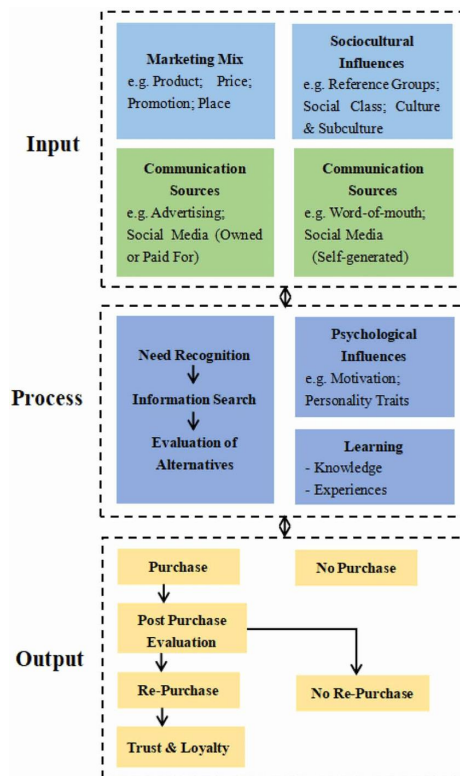 Input
Marketing Mix
e.g. Product; Price;
Promotion; Place
Sociocultural
Influences
e.g. Reference Groups;
Social Class; Culture
& Subculture
Communication
Sources
e.g. Advertising;
Social Media (Owned
or Paid For)
Communication
Sources
e.g. Word-of-mouth;
Social Media
(Self-generated)
Process
Need Recognition
Information Search
Evaluation of
Alternatives
Psychological
Influences
e.g. Motivation;
Personality Traits
Learning
- Knowledge
- Experiences
Output
Purchase
No Purchase
Post Purchase
Evaluation
Re-Purchase
No Re-Purchase
Trust & Loyalty